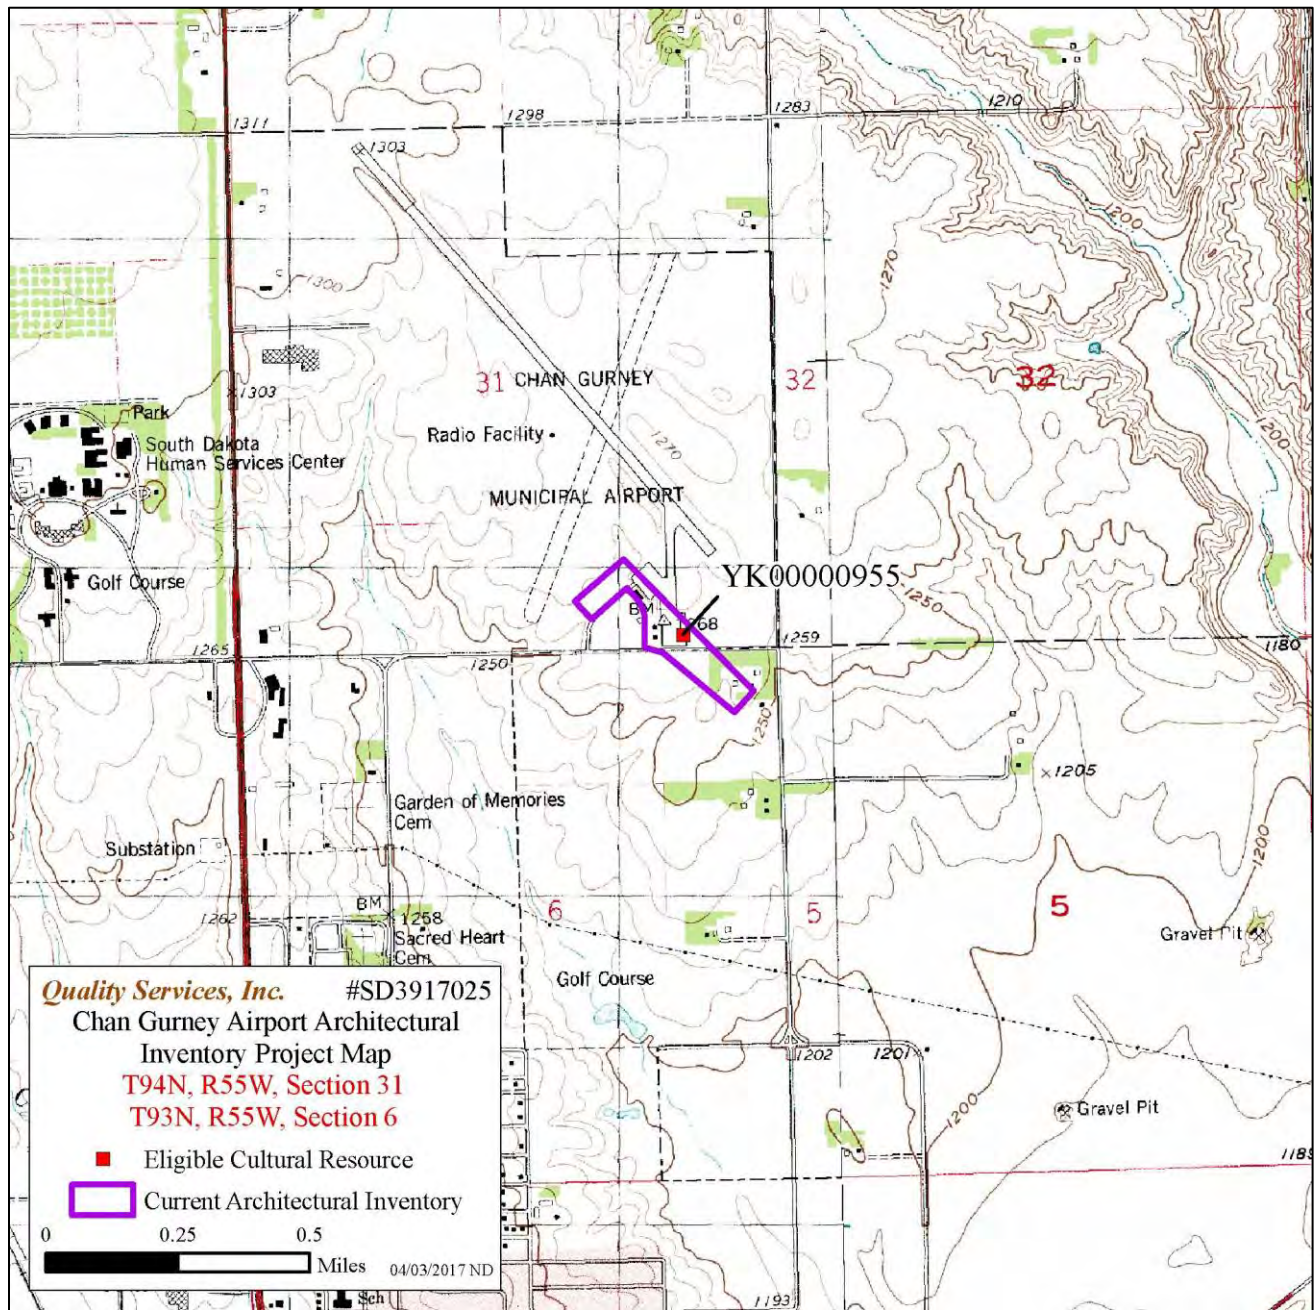 1311
1298
1283
1210
1303
1200
1270
1300
31
CHAN GURNEY
32
32
1303
Park
South Dakota
Human Services Center
Radio Facility
1270
1200
MUNICIPAL AIRPORT
YK00000955
Golf Course
BM
1268
1250
1265
1250
1259
1180
1250
1205
Garden of Memories
Cem
Substation
1200
BM
1262
1258
6
5
5
Sacred Heart
Cem
Gravel Pit
Golf Course
1202
1201
1200
Gravel Pit
1189
1193
Sch
Quality Services, Inc. #SD3917025
Chan Gurney Airport Architectural
Inventory Project Map
T94N, R55W, Section 31
T93N, R55W, Section 6
Eligible Cultural Resource
Current Architectural Inventory
0 0.25 0.5
Miles 04/03/2017 ND